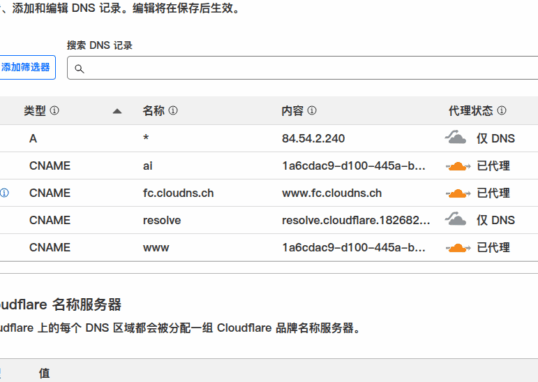 、添加和编辑 DNS 记录。编辑将在保存后生效。
搜索 DNS 记录
添加筛选器
类型 名称 内容 代理状态
A * 84.54.2.240 仅 DNS
CNAME al 1a6cdac9-d100-445a-b... 已代理
CNAME fc.cloudns.ch www.fc.cloudns.ch 已代理
CNAME resolve resolve.cloudflare.182682... 仅 DNS
CNAME www 1a6cdac9-d100-445a-b... 已代理
oudflare 名称服务器
udflare 上的每个 DNS 区域都会被分配一组 Cloudflare 品牌名称服务器。
值